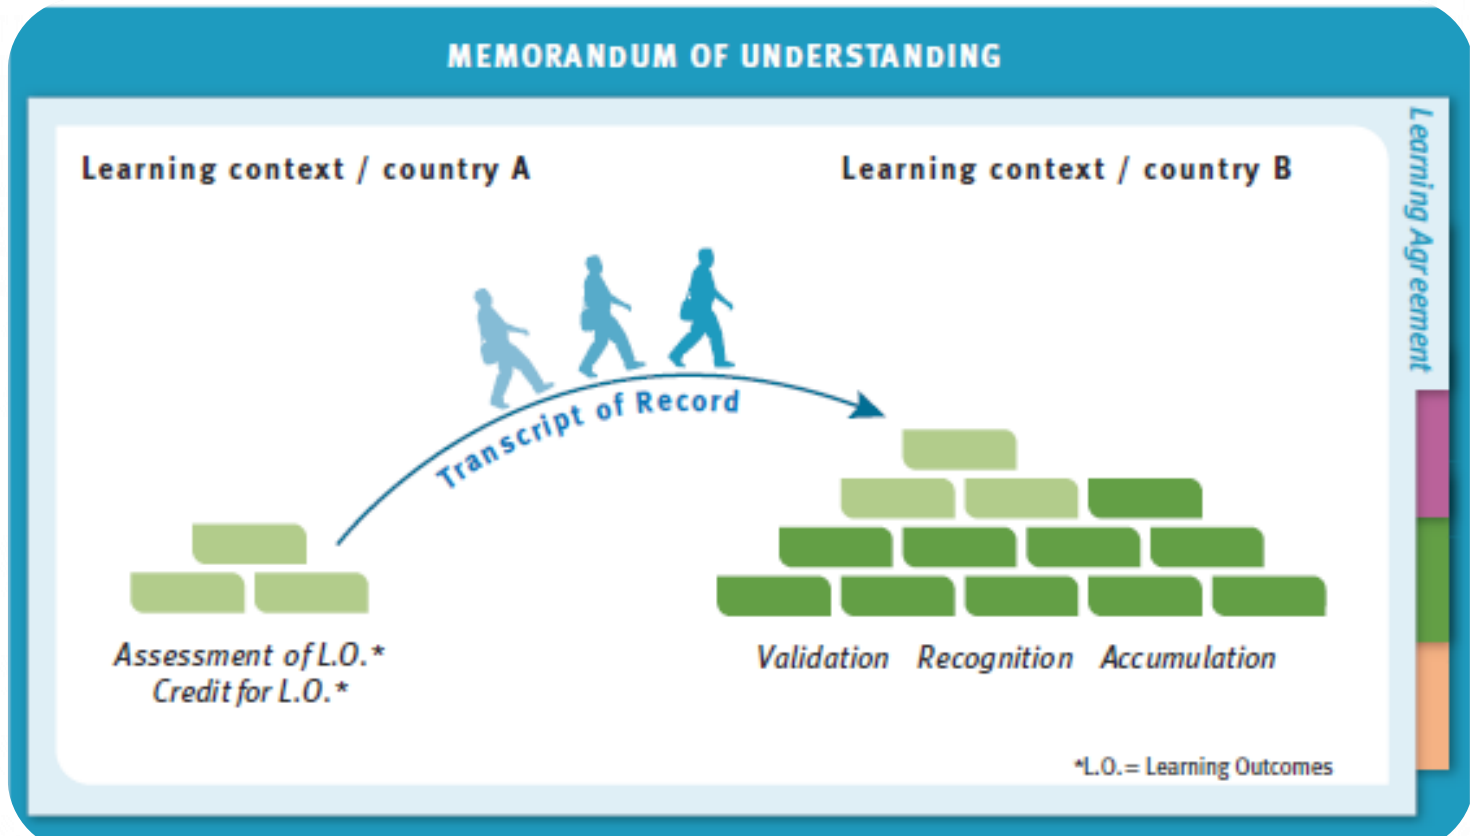 MEMORANDUM OF UNDERSTANDING
Learning Agreement
Learning context / country A
Learning context / country B
Transcript of Record
Assessment of L.O.*
Credit for L.O.*
Validation Recognition Accumulation
*L.O.= Learning Outcomes